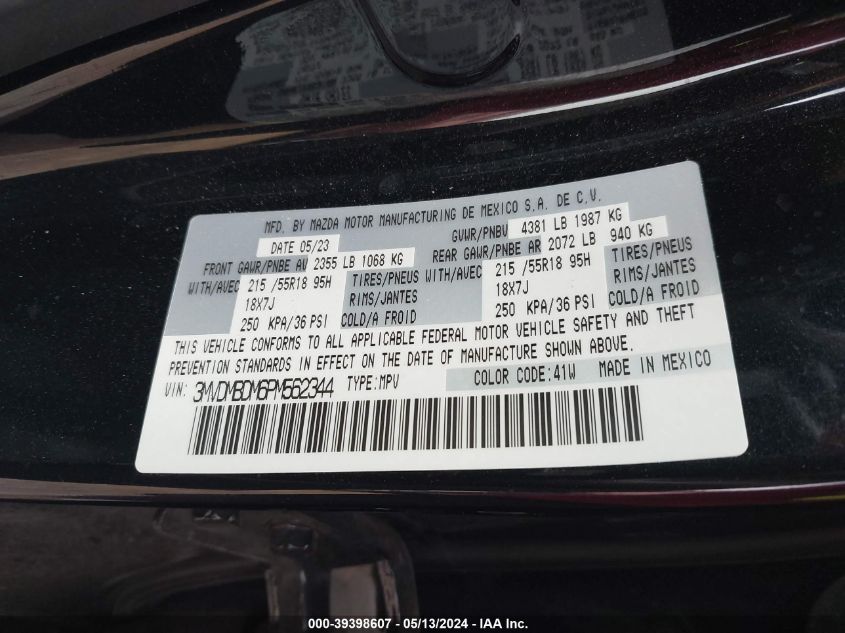 MFD. BY MAZDA MOTOR MANUFACTURING DE MEXICO S.A. DE C.V.
DATE 05/23 GVWR/PNBV 4381 LB 1987 KG
FRONT GAWR/PNBE AV 2355 LB 1068 KG REAR GAWR/PNBE AR 2072 LB 940 KG
WITH/AVEC 215 /55R18 95H TIRES/PNEUS WITH/AVEC 215 /55R18 95H TIRES/PNEUS
18X7J RIMS/JANTES 18X7J RIMS/JANTES
250 KPA/36 PSI COLD/A FROID 250 KPA/36 PSI COLD/A FROID
THIS VEHICLE CONFORMS TO ALL APPLICABLE FEDERAL MOTOR VEHICLE SAFETY AND THEFT
PREVENTION STANDARDS IN EFFECT ON THE DATE OF MANUFACTURE SHOWN ABOVE.
VIN: 3MVDMBDM6PM562344 TYPE:MPV COLOR CODE:41W MADE IN MEXICO
000-39398607 - 05/13/2024 - IAA Inc.